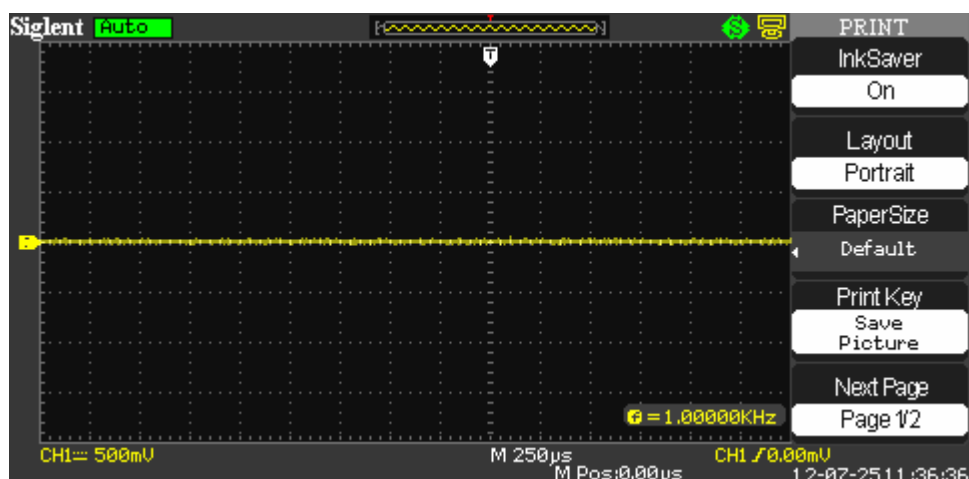 Siglent Auto
PRINT
InkSaver
On
Layout
Portrait
PaperSize
Default
Print Key
Save
Picture
Next Page
Page 1/2
T
f = 1.00000KHz
CH1 500mV
M 250µs
CH1 0.00mV
M Pos:0.00µs
12-07-25 11:36:36